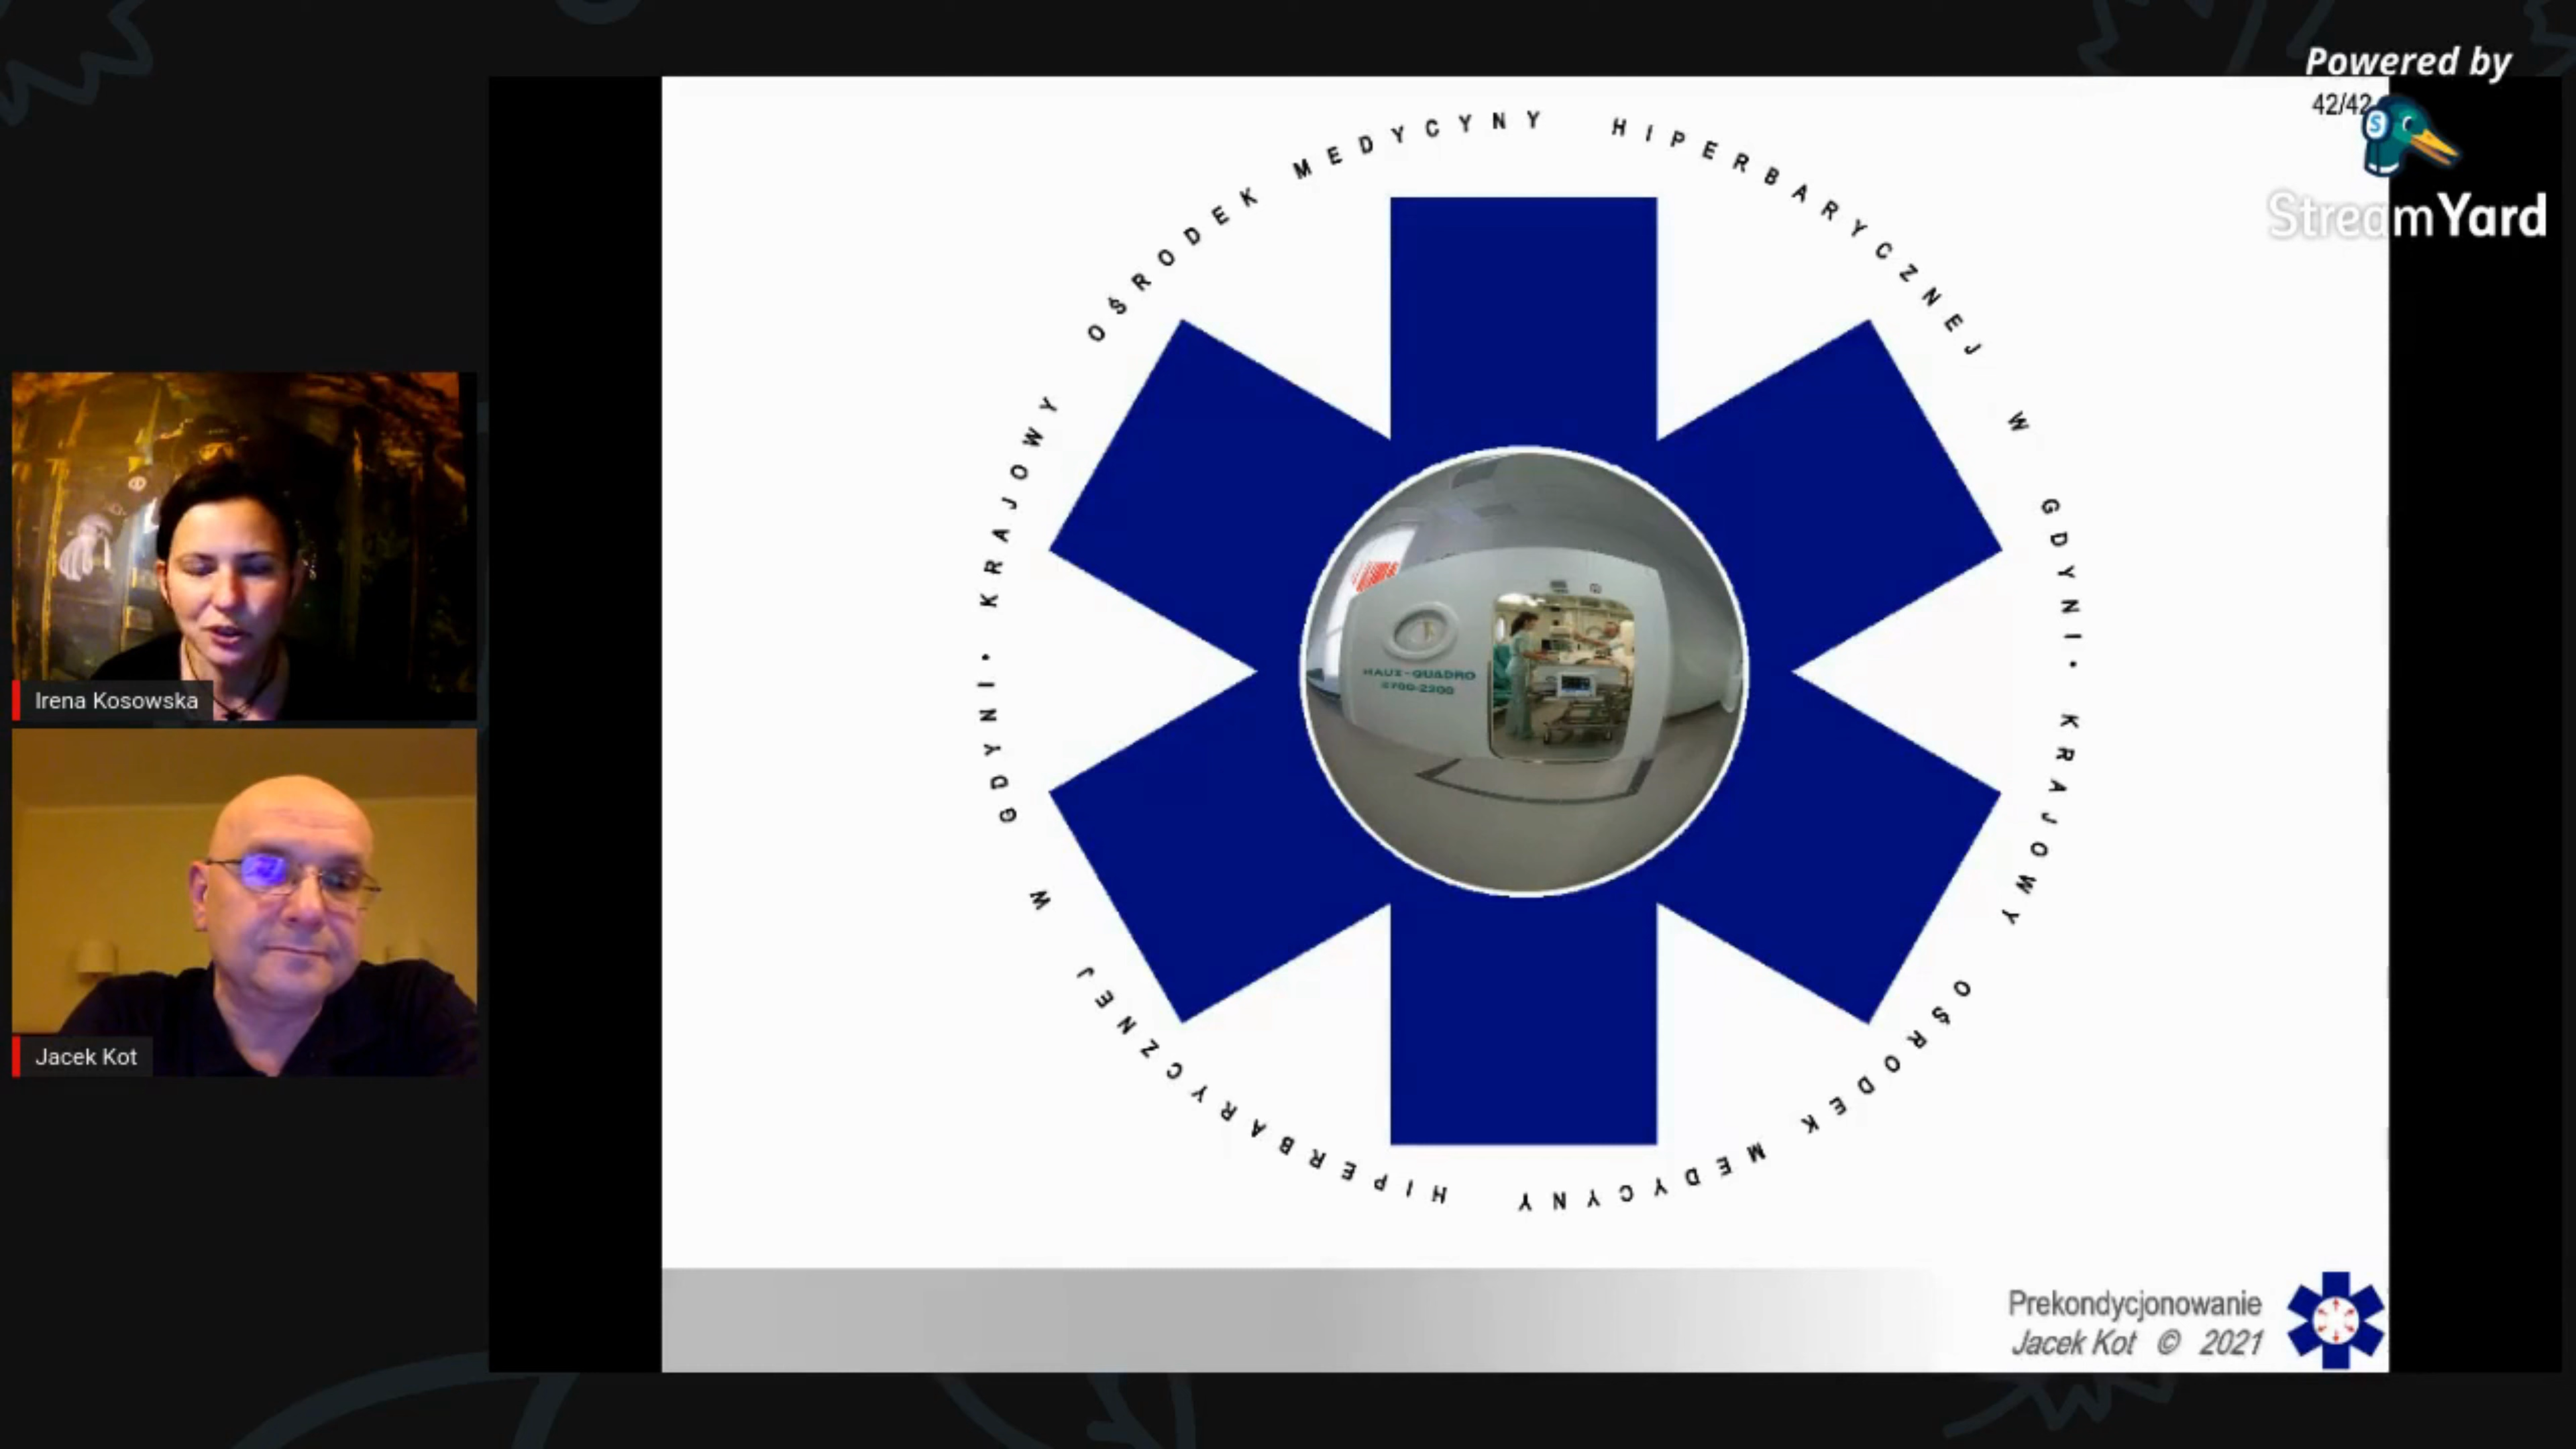 Powered by
42/42
S
StreamYard
KRAJOWY OŚRODEK MEDYCYNY HIPERBARYCZNEJ W GDYNI •
KRAJOWY OŚRODEK MEDYCYNY HIPERBARYCZNEJ W GDYNI •
HAUX-QUADRO
Irena Kosowska
Jacek Kot
Prekondycjonowanie
Jacek Kot © 2021